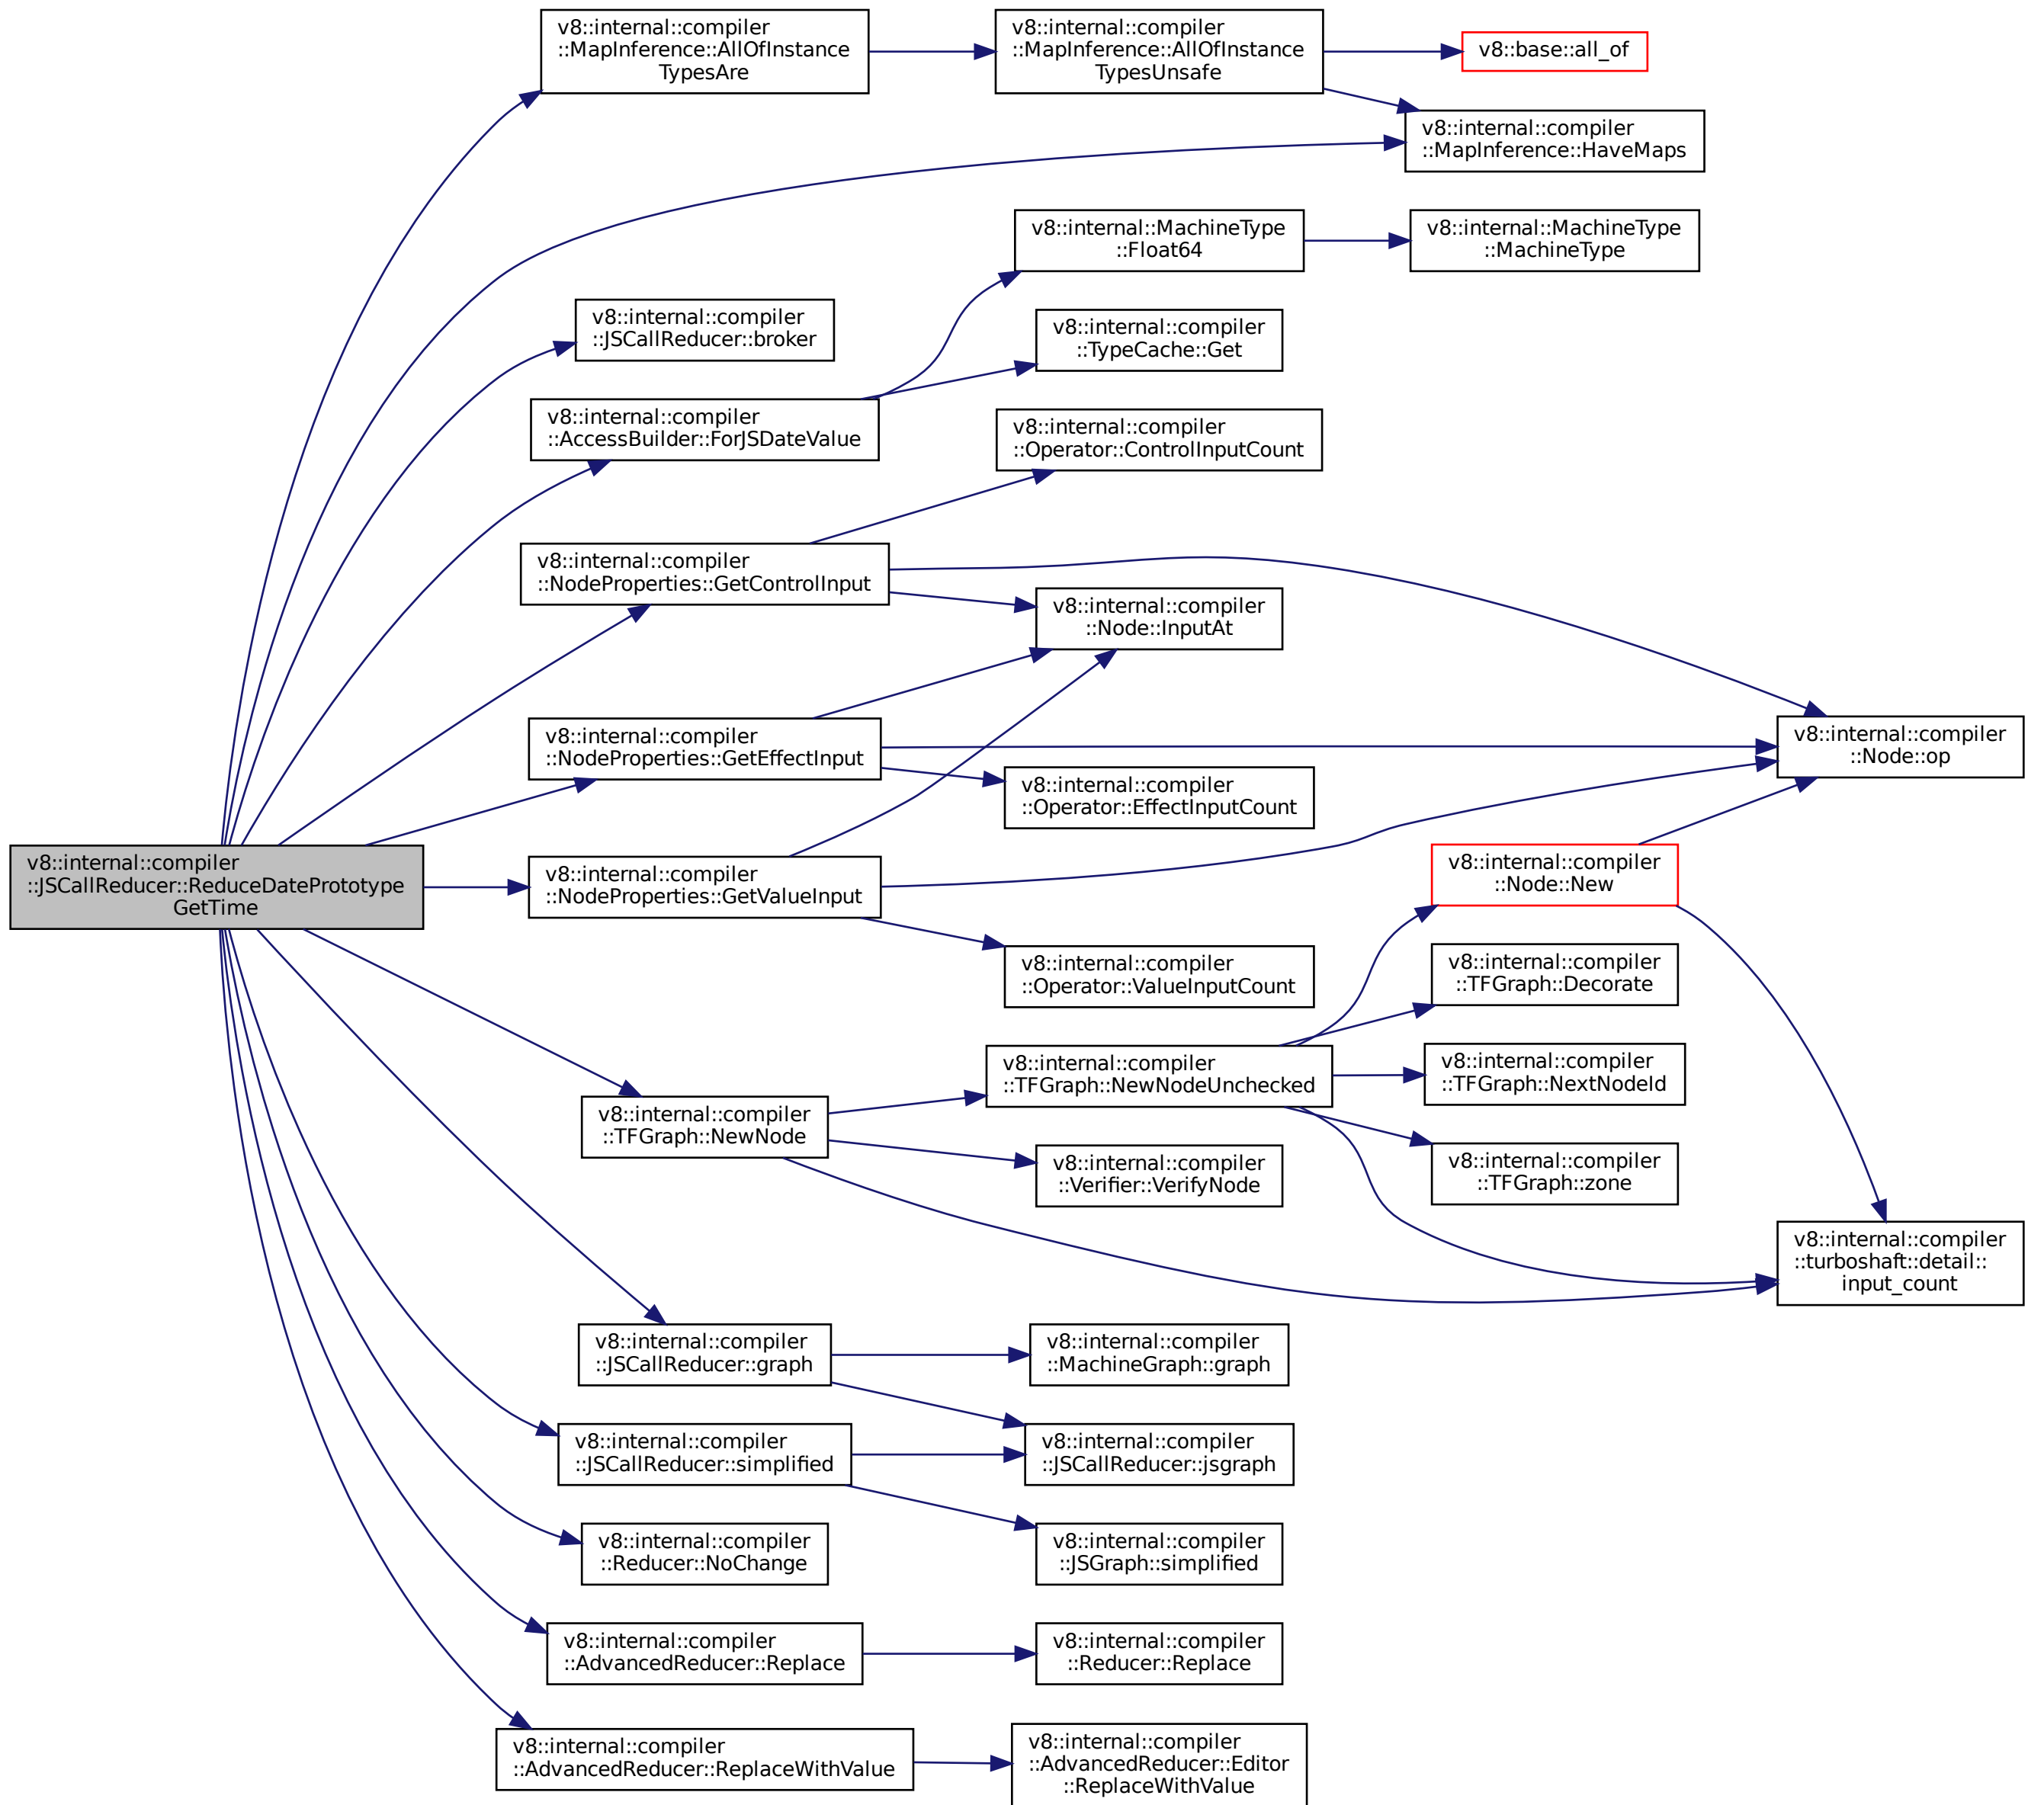 v8::internal::compiler
::JSCallReducer::ReduceDatePrototype
GetTime
v8::internal::compiler
::MapInference::AllOfInstance
TypesAre
v8::internal::compiler
::MapInference::AllOfInstance
TypesUnsafe
v8::base::all_of
v8::internal::compiler
::MapInference::HaveMaps
v8::internal::compiler
::JSCallReducer::broker
v8::internal::compiler
::AccessBuilder::ForJSDateValue
v8::internal::MachineType
::Float64
v8::internal::MachineType
::MachineType
v8::internal::compiler
::TypeCache::Get
v8::internal::compiler
::NodeProperties::GetControlInput
v8::internal::compiler
::Operator::ControlInputCount
v8::internal::compiler
::Node::InputAt
v8::internal::compiler
::Node::op
v8::internal::compiler
::NodeProperties::GetEffectInput
v8::internal::compiler
::Operator::EffectInputCount
v8::internal::compiler
::NodeProperties::GetValueInput
v8::internal::compiler
::Operator::ValueInputCount
v8::internal::compiler
::TFGraph::NewNode
v8::internal::compiler
::TFGraph::NewNodeUnchecked
v8::internal::compiler
::Node::New
v8::internal::compiler
::TFGraph::Decorate
v8::internal::compiler
::TFGraph::NextNodeId
v8::internal::compiler
::TFGraph::zone
v8::internal::compiler
::turboshaft::detail::
input_count
v8::internal::compiler
::Verifier::VerifyNode
v8::internal::compiler
::JSCallReducer::graph
v8::internal::compiler
::MachineGraph::graph
v8::internal::compiler
::JSCallReducer::jsgraph
v8::internal::compiler
::JSCallReducer::simplified
v8::internal::compiler
::JSGraph::simplified
v8::internal::compiler
::Reducer::NoChange
v8::internal::compiler
::AdvancedReducer::Replace
v8::internal::compiler
::Reducer::Replace
v8::internal::compiler
::AdvancedReducer::ReplaceWithValue
v8::internal::compiler
::AdvancedReducer::Editor
::ReplaceWithValue